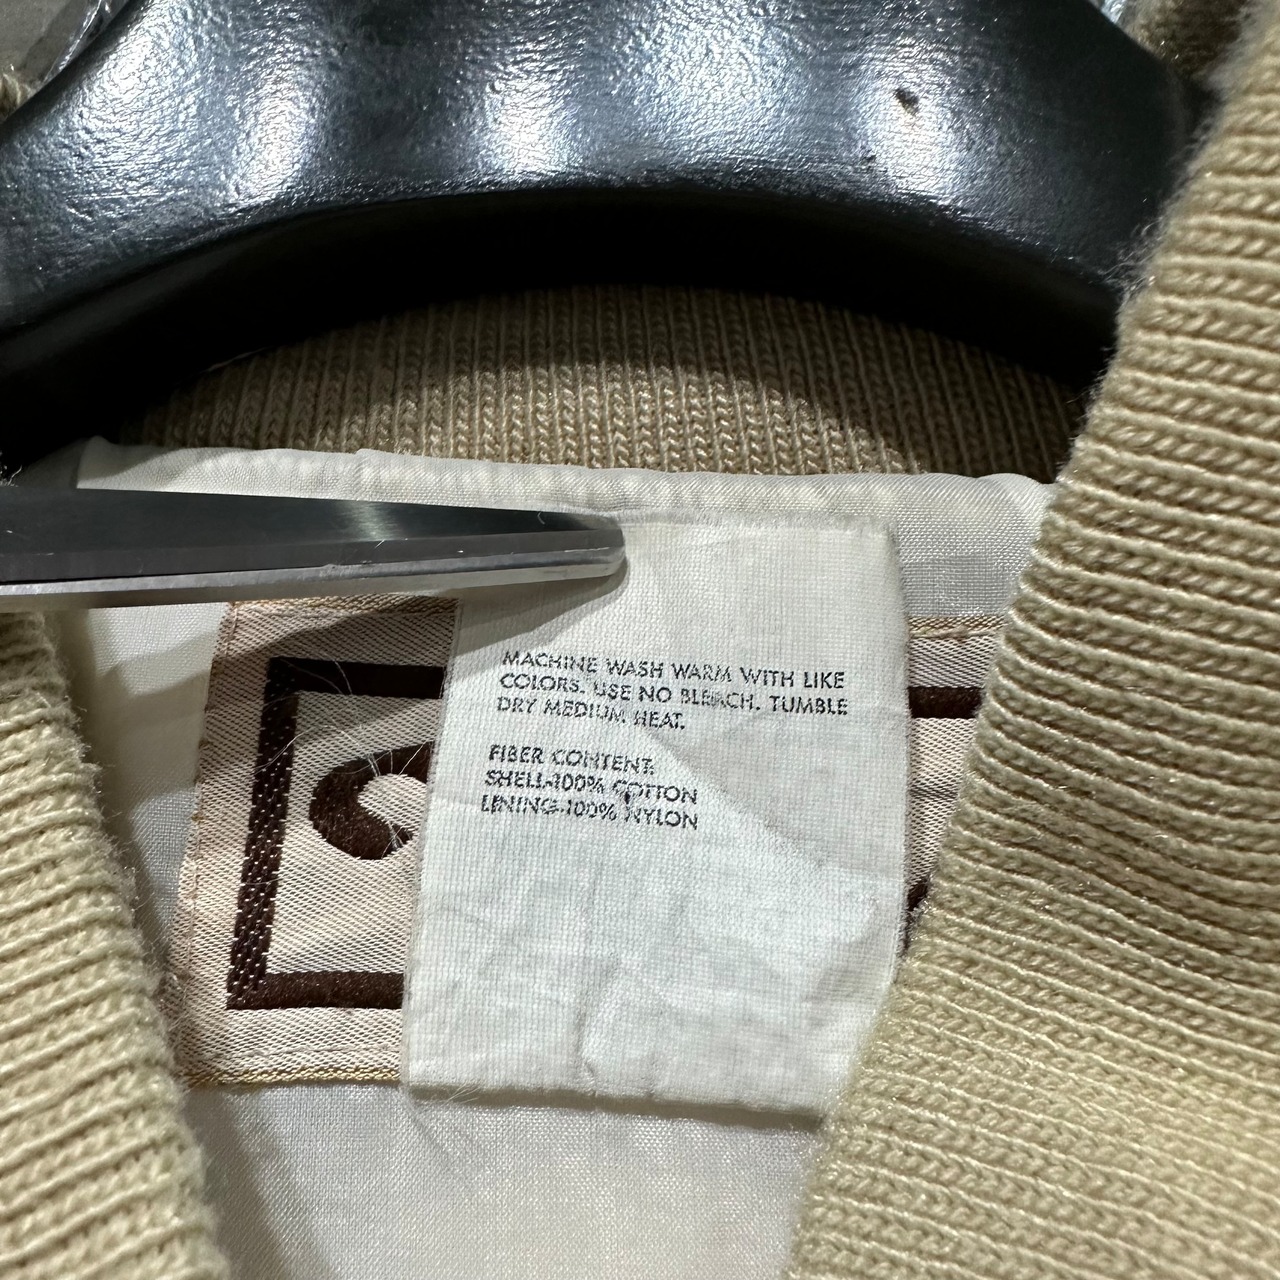 MACHINE WASH WARM WITH LIKE
COLORS. USE NO BLEACH. TUMBLE
DRY MEDIUM HEAT.
FIBER CONTENT:
SHELL-100% COTTON
LINING-100% NYLON